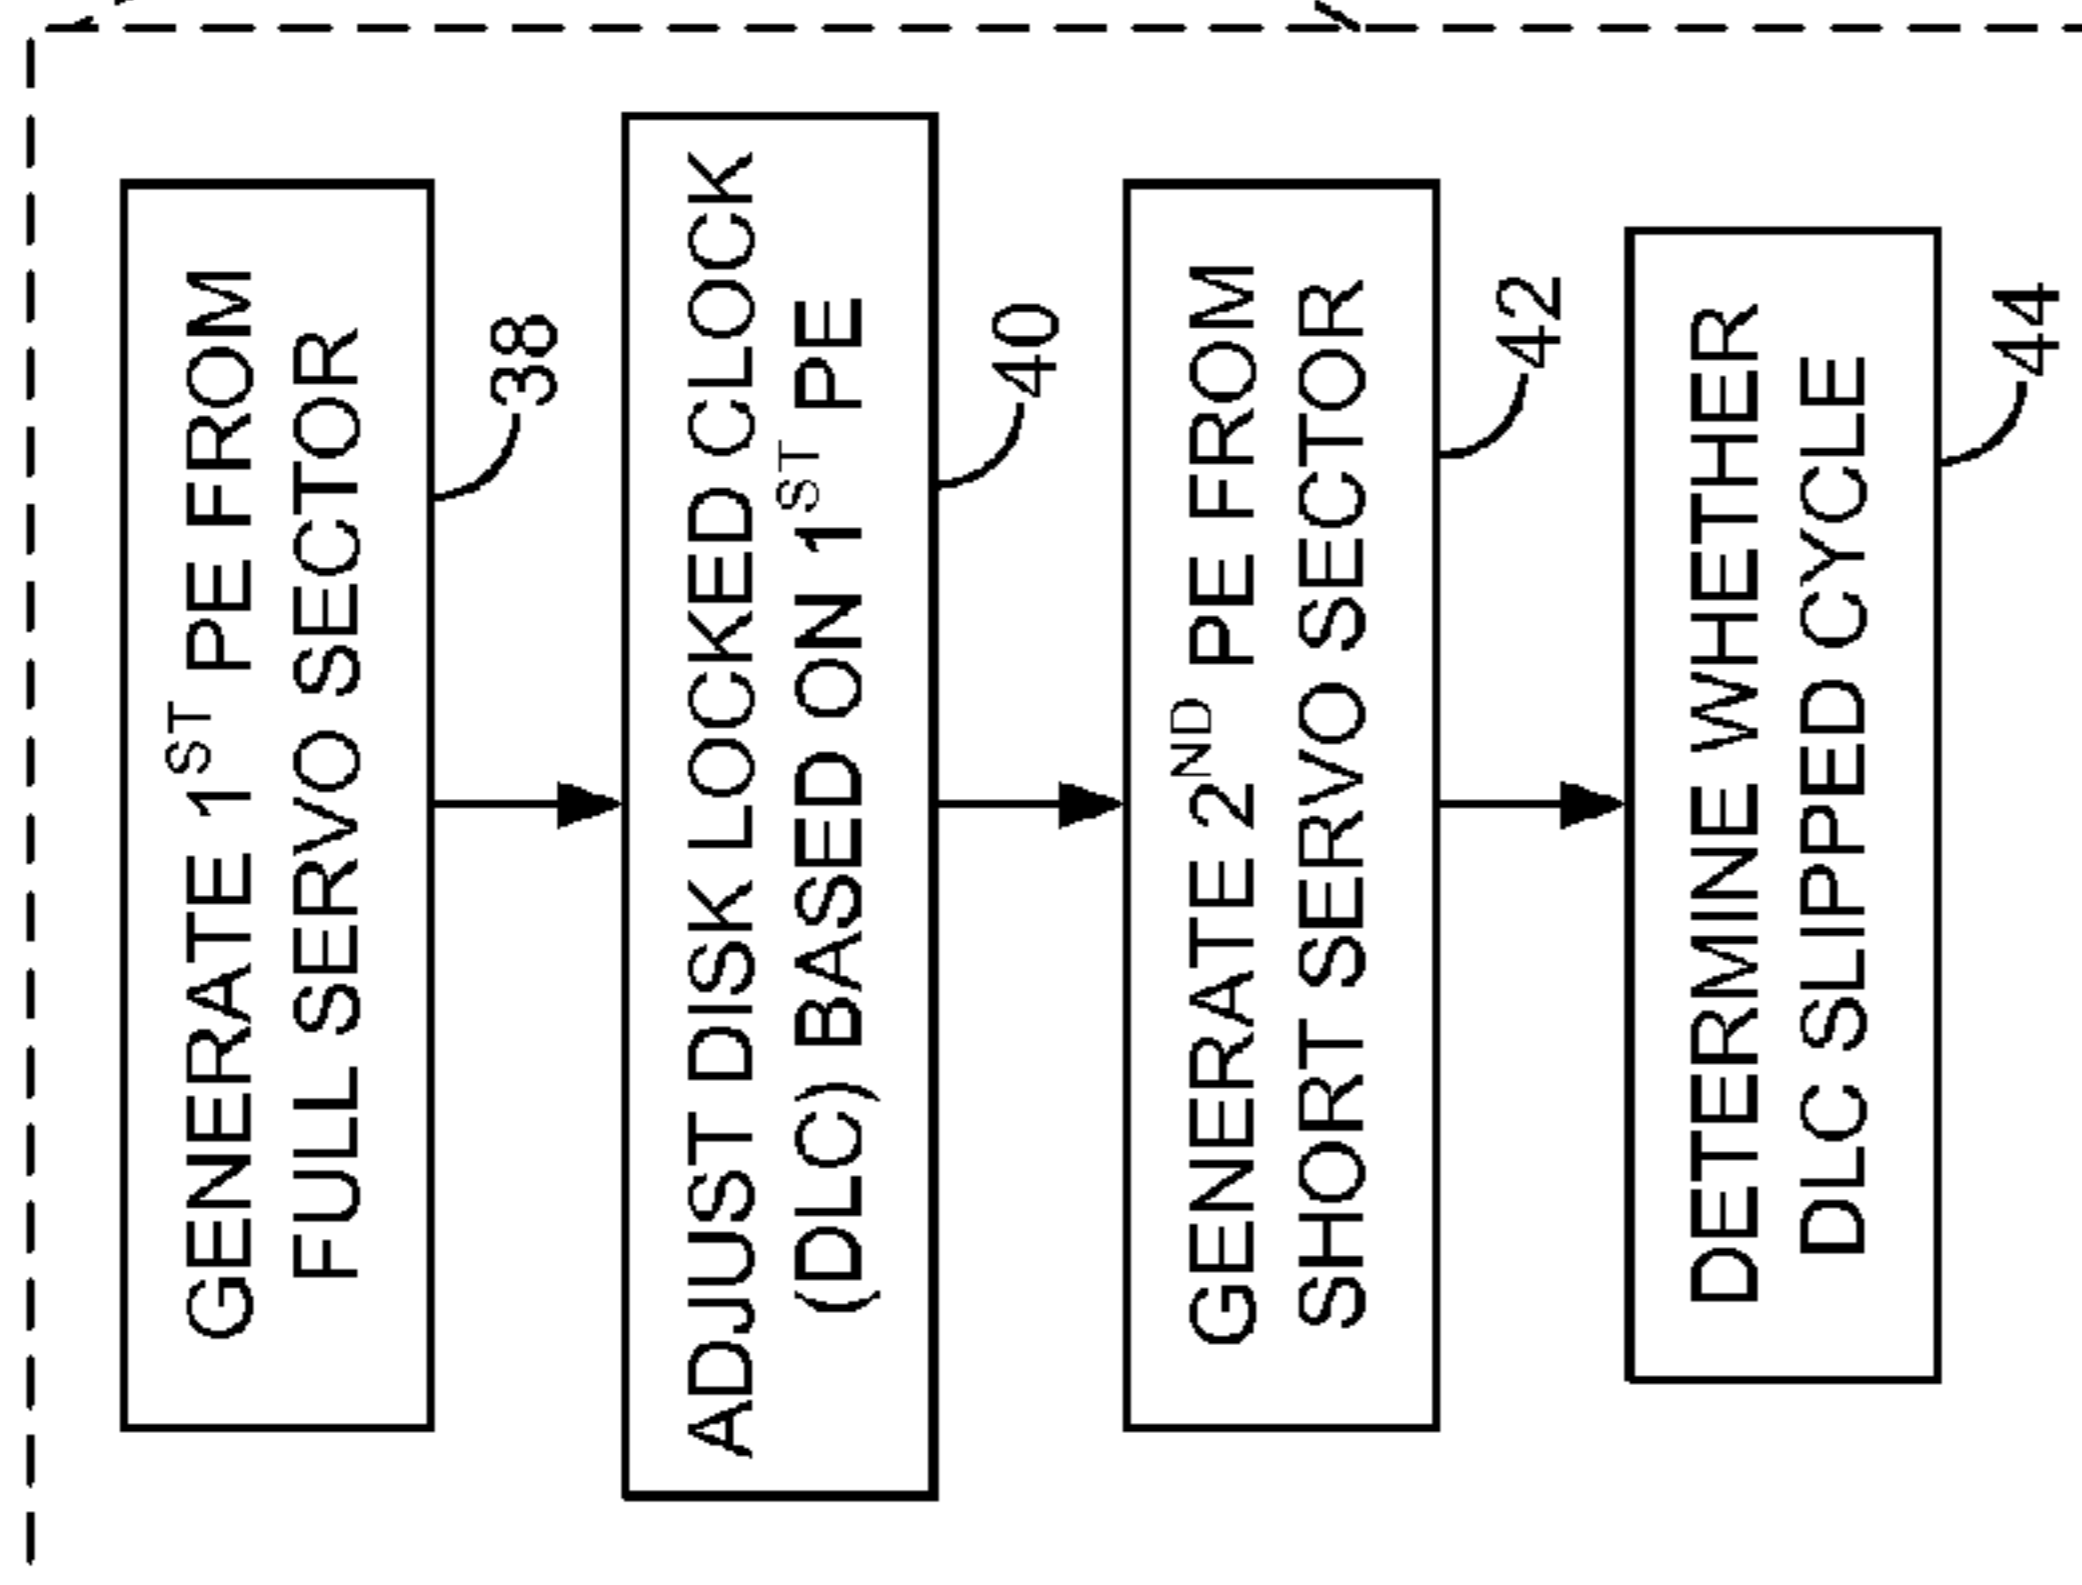 GENERATE 1ST PE FROM
FULL SERVO SECTOR
38
ADJUST DISK LOCKED CLOCK
(DLC) BASED ON 1ST PE
40
GENERATE 2ND PE FROM
SHORT SERVO SECTOR
42
DETERMINE WHETHER
DLC SLIPPED CYCLE
44